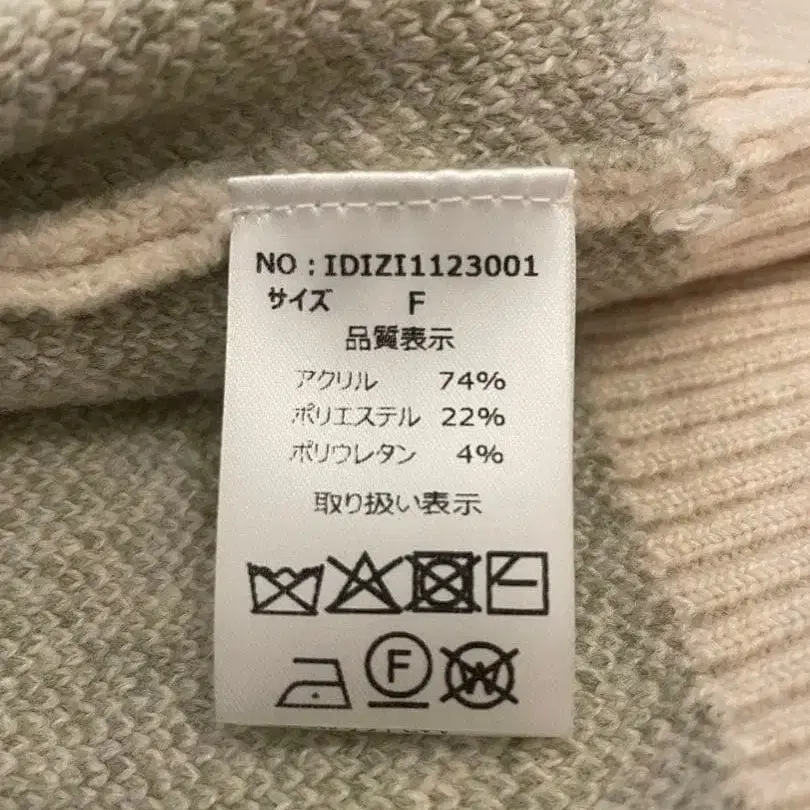 NO : IDIZI1123001
サイズ F
品質表示
アクリル 74%
ポリエステル 22%
ポリウレタン 4%
取り扱い表示
F
W